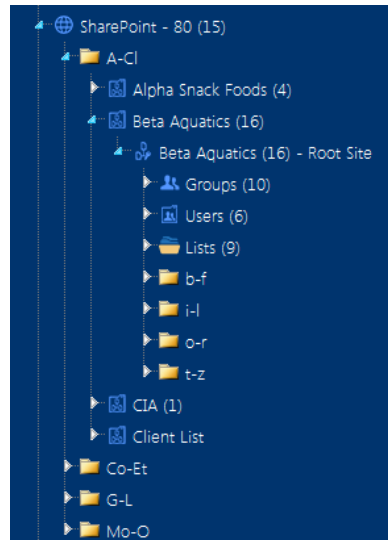 SharePoint - 80 (15)
A-Cl
Alpha Snack Foods (4)
Beta Aquatics (16)
Beta Aquatics (16) - Root Site
Groups (10)
Users (6)
Lists (9)
b-f
i-l
o-r
t-z
CIA (1)
Client List
Co-Et
G-L
Mo-O